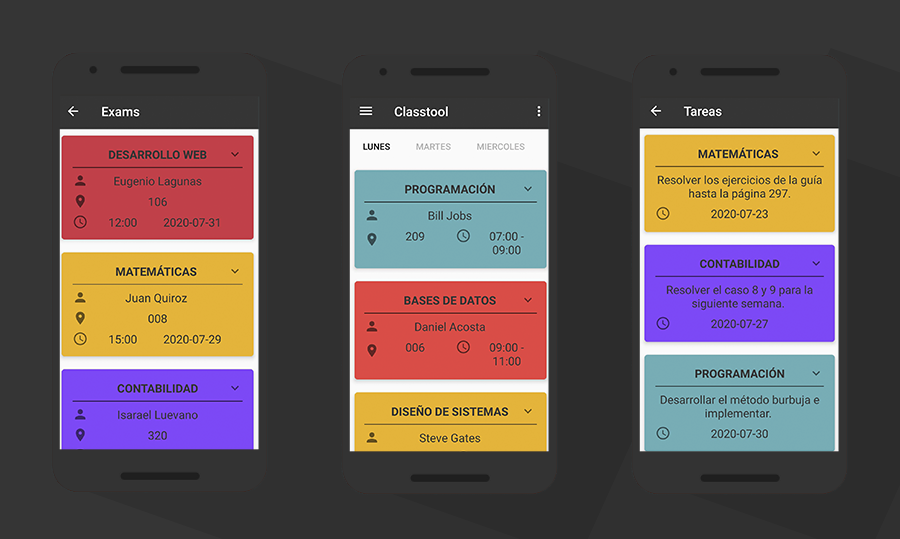 Exams
DESARROLLO WEB
Eugenio Lagunas
106
12:00 2020-07-31
MATEMÁTICAS
Juan Quiroz
008
15:00 2020-07-29
CONTABILIDAD
Isarael Luevano
320
Classtool
LUNES MARTES MIERCOLES
PROGRAMACIÓN
Bill Jobs
209 07:00 -
09:00
BASES DE DATOS
Daniel Acosta
006 09:00 -
11:00
DISEÑO DE SISTEMAS
Steve Gates
Tareas
MATEMÁTICAS
Resolver los ejercicios de la guía
hasta la página 297.
2020-07-23
CONTABILIDAD
Resolver el caso 8 y 9 para la
siguiente semana.
2020-07-27
PROGRAMACIÓN
Desarrollar el método burbuja e
implementar.
2020-07-30